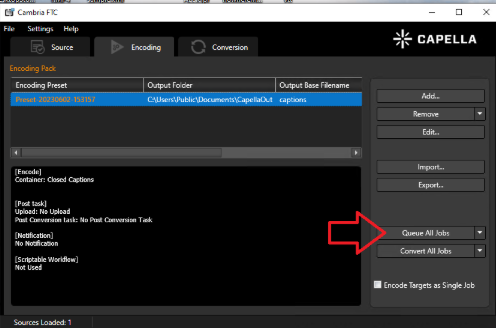 Cambria FTC
File Settings Help
Source Encoding Conversion
CAPELLA
Encoding Pack
Encoding Preset Output Folder Output Base Filename
Preset-20230602-153157 C:\Users\Public\Documents\CapellaOut captions
Add...
Remove
Edit...
Import...
Export...
Queue All Jobs
Convert All Jobs
Encode Targets as Single Job
[Encode]
Container: Closed Captions
[Post task]
Upload: No Upload
Post Conversion task: No Post Conversion Task
[Notification]
No Notification
[Scriptable Workflow]
Not Used
Sources Loaded: 1